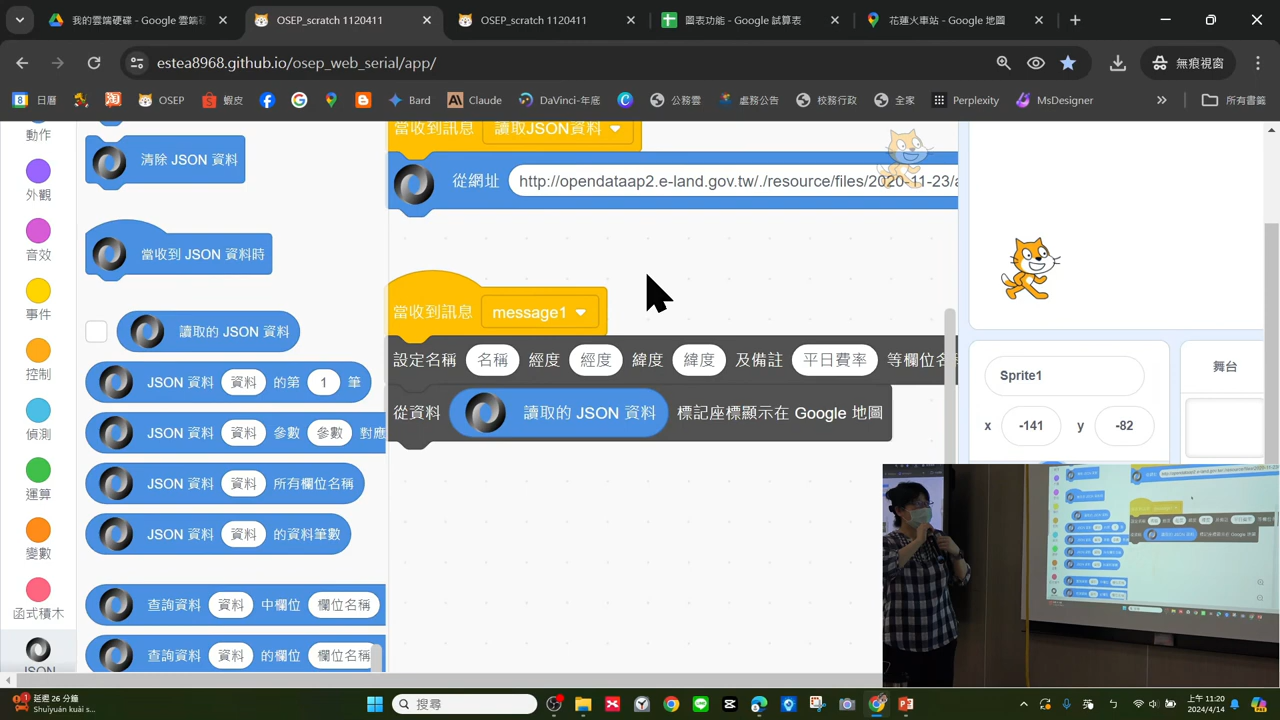 我的雲端硬碟 - Google 雲端硬
OSEP_scratch 1120411
OSEP_scratch 1120411
圖表功能 - Google 試算表
花蓮火車站 - Google 地圖
estea8968.github.io/osep_web_serial/app/
無痕視窗
8 日曆
淘
OSEP
蝦皮
公務雲
Bard
Claude
DaVinci-年底
處務公告
校務行政
全家
Perplexity
MsDesigner
所有書籤
動作
外觀
音效
事件
控制
偵測
運算
變數
函式積木
JSON
清除 JSON 資料
當收到 JSON 資料時
讀取的 JSON 資料
JSON 資料 資料 的第 1 筆
JSON 資料 資料 參數 參數 對應
JSON 資料 資料 所有欄位名稱
JSON 資料 資料 的資料筆數
查詢資料 資料 中欄位 欄位名稱
查詢資料 資料 的欄位 欄位名稱
當收到訊息 讀取JSON資料
從網址 http://opendataap2.e-land.gov.tw/./resource/files/2020-11-23/a
當收到訊息 message1
設定名稱 名稱 經度 經度 緯度 緯度 及備註 平日費率 等欄位名
從資料 讀取的 JSON 資料 標記座標顯示在 Google 地圖
Sprite1
x -141 y -82
舞台
延遲 26 分鐘
Shuǐyuán kuài s...
搜尋
上午 11:20
2024/4/14